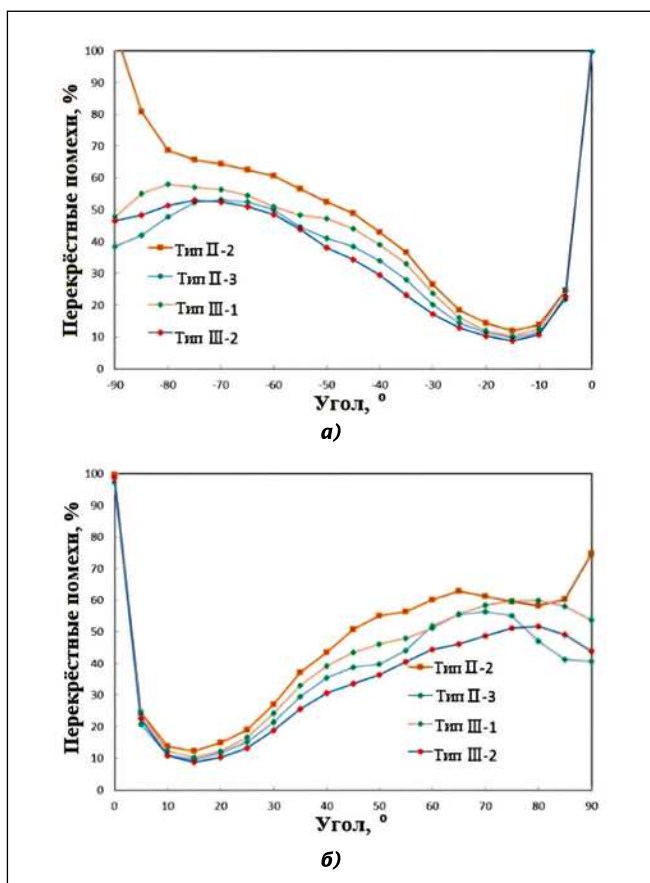 Перекрёстные помехи, %
100
90
80
70
60
50
40
30
20
10
0
Тип II-2
Тип II-3
Тип III-1
Тип III-2
-90 -80 -70 -60 -50 -40 -30 -20 -10 0
Угол, °
а)
Перекрёстные помехи, %
100
90
80
70
60
50
40
30
20
10
0
Тип II-2
Тип II-3
Тип III-1
Тип III-2
0 10 20 30 40 50 60 70 80 90
Угол, °
б)